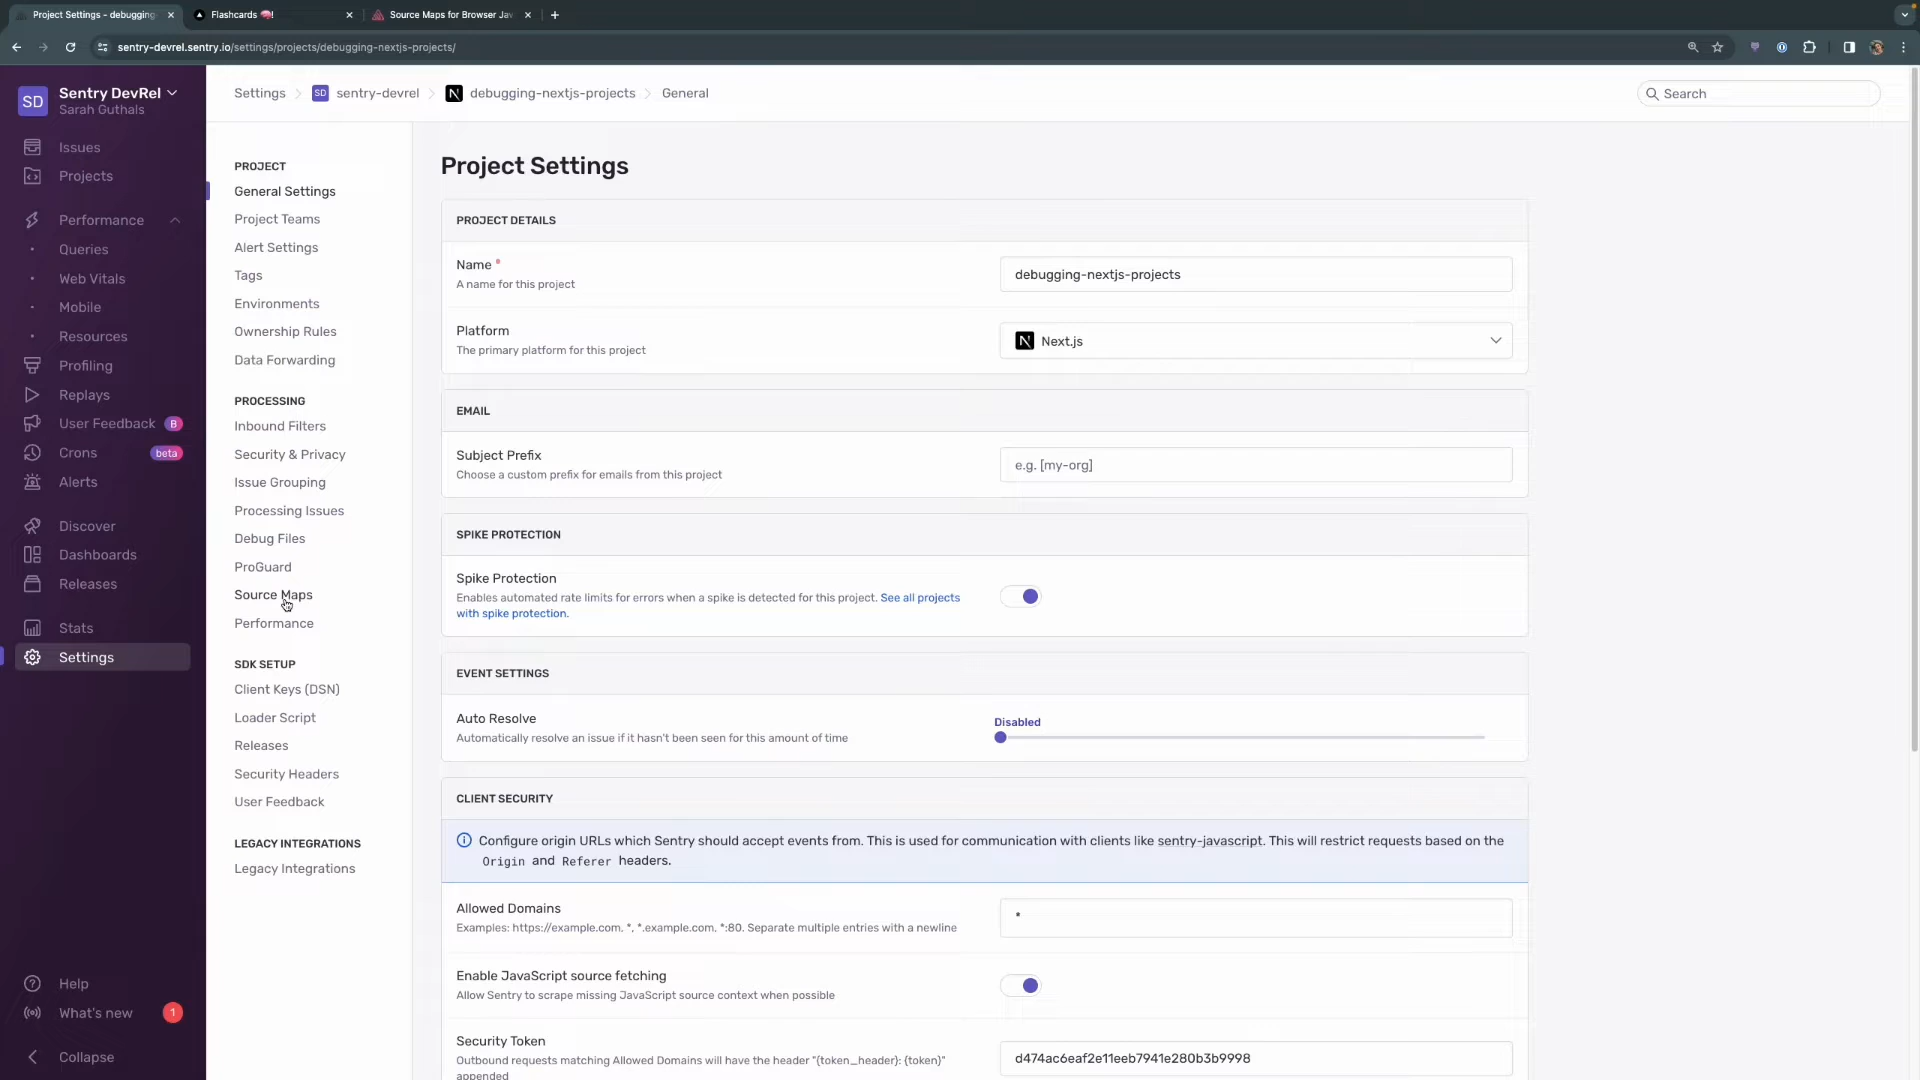 Project Settings - debugging
Flashcards 🧠!
Source Maps for Browser Jav
sentry-devrel.sentry.io/settings/projects/debugging-nextjs-projects/
SD
Sentry DevRel
Sarah Guthals
Issues
Projects
Performance
Queries
Web Vitals
Mobile
Resources
Profiling
Replays
User Feedback B
Crons beta
Alerts
Discover
Dashboards
Releases
Stats
Settings
Help
What's new 1
Collapse
Settings SD sentry-devrel N debugging-nextjs-projects General
Search
PROJECT
General Settings
Project Teams
Alert Settings
Tags
Environments
Ownership Rules
Data Forwarding
PROCESSING
Inbound Filters
Security & Privacy
Issue Grouping
Processing Issues
Debug Files
ProGuard
Source Maps
Performance
SDK SETUP
Client Keys (DSN)
Loader Script
Releases
Security Headers
User Feedback
LEGACY INTEGRATIONS
Legacy Integrations
Project Settings
PROJECT DETAILS
Name *
A name for this project
debugging-nextjs-projects
Platform
The primary platform for this project
N Next.js
EMAIL
Subject Prefix
Choose a custom prefix for emails from this project
e.g. [my-org]
SPIKE PROTECTION
Spike Protection
Enables automated rate limits for errors when a spike is detected for this project. See all projects
with spike protection.
EVENT SETTINGS
Auto Resolve
Automatically resolve an issue if it hasn't been seen for this amount of time
Disabled
CLIENT SECURITY
Configure origin URLs which Sentry should accept events from. This is used for communication with clients like sentry-javascript. This will restrict requests based on the
Origin and Referer headers.
Allowed Domains
Examples: https://example.com, *, *.example.com, *:80. Separate multiple entries with a newline
*
Enable JavaScript source fetching
Allow Sentry to scrape missing JavaScript source context when possible
Security Token
Outbound requests matching Allowed Domains will have the header "{token_header}: {token}"
appended
d474ac6eaf2e11eeb7941e280b3b9998